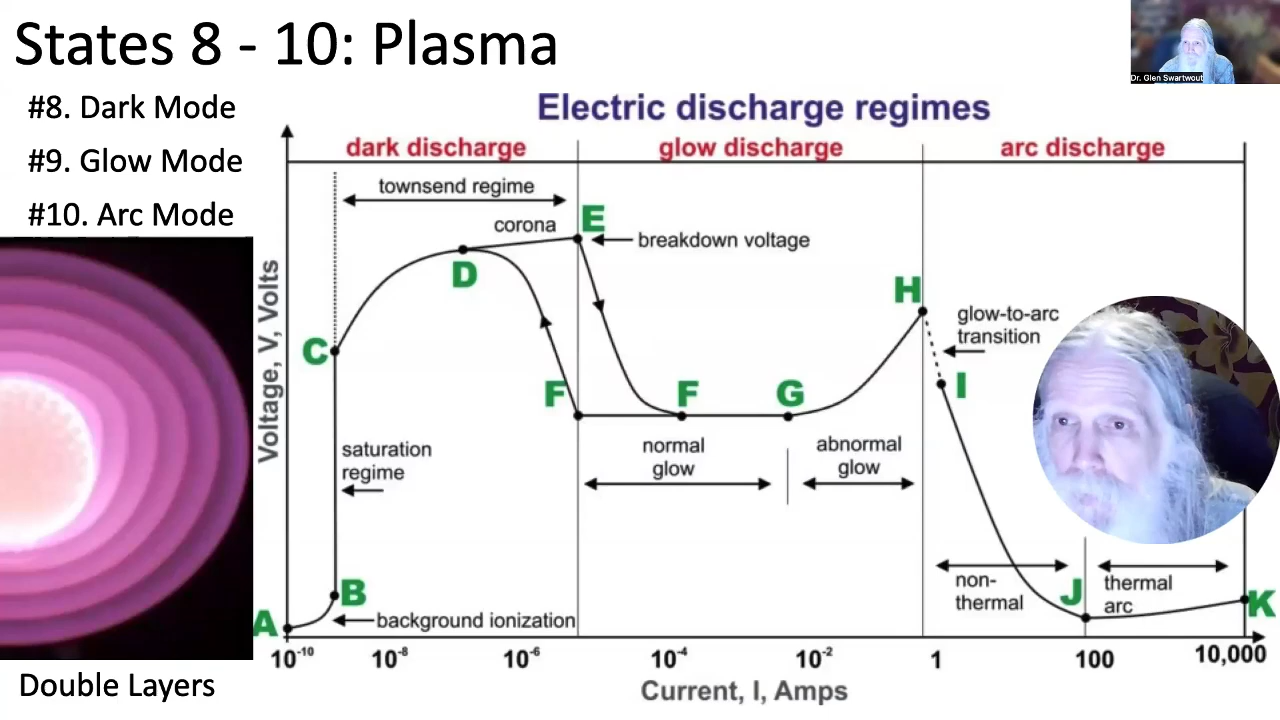 States 8 - 10: Plasma
Dr. Glen Swartwout
#8. Dark Mode
#9. Glow Mode
#10. Arc Mode
Electric discharge regimes
dark discharge
glow discharge
arc discharge
townsend regime
corona
E
breakdown voltage
D
C
H
glow-to-arc
transition
I
F
F
G
Voltage, V, Volts
saturation
regime
normal
glow
abnormal
glow
B
background ionization
A
non-
thermal
J
thermal
arc
K
10-10
10-8
10-6
10-4
10-2
1
100
10,000
Current, I, Amps
Double Layers